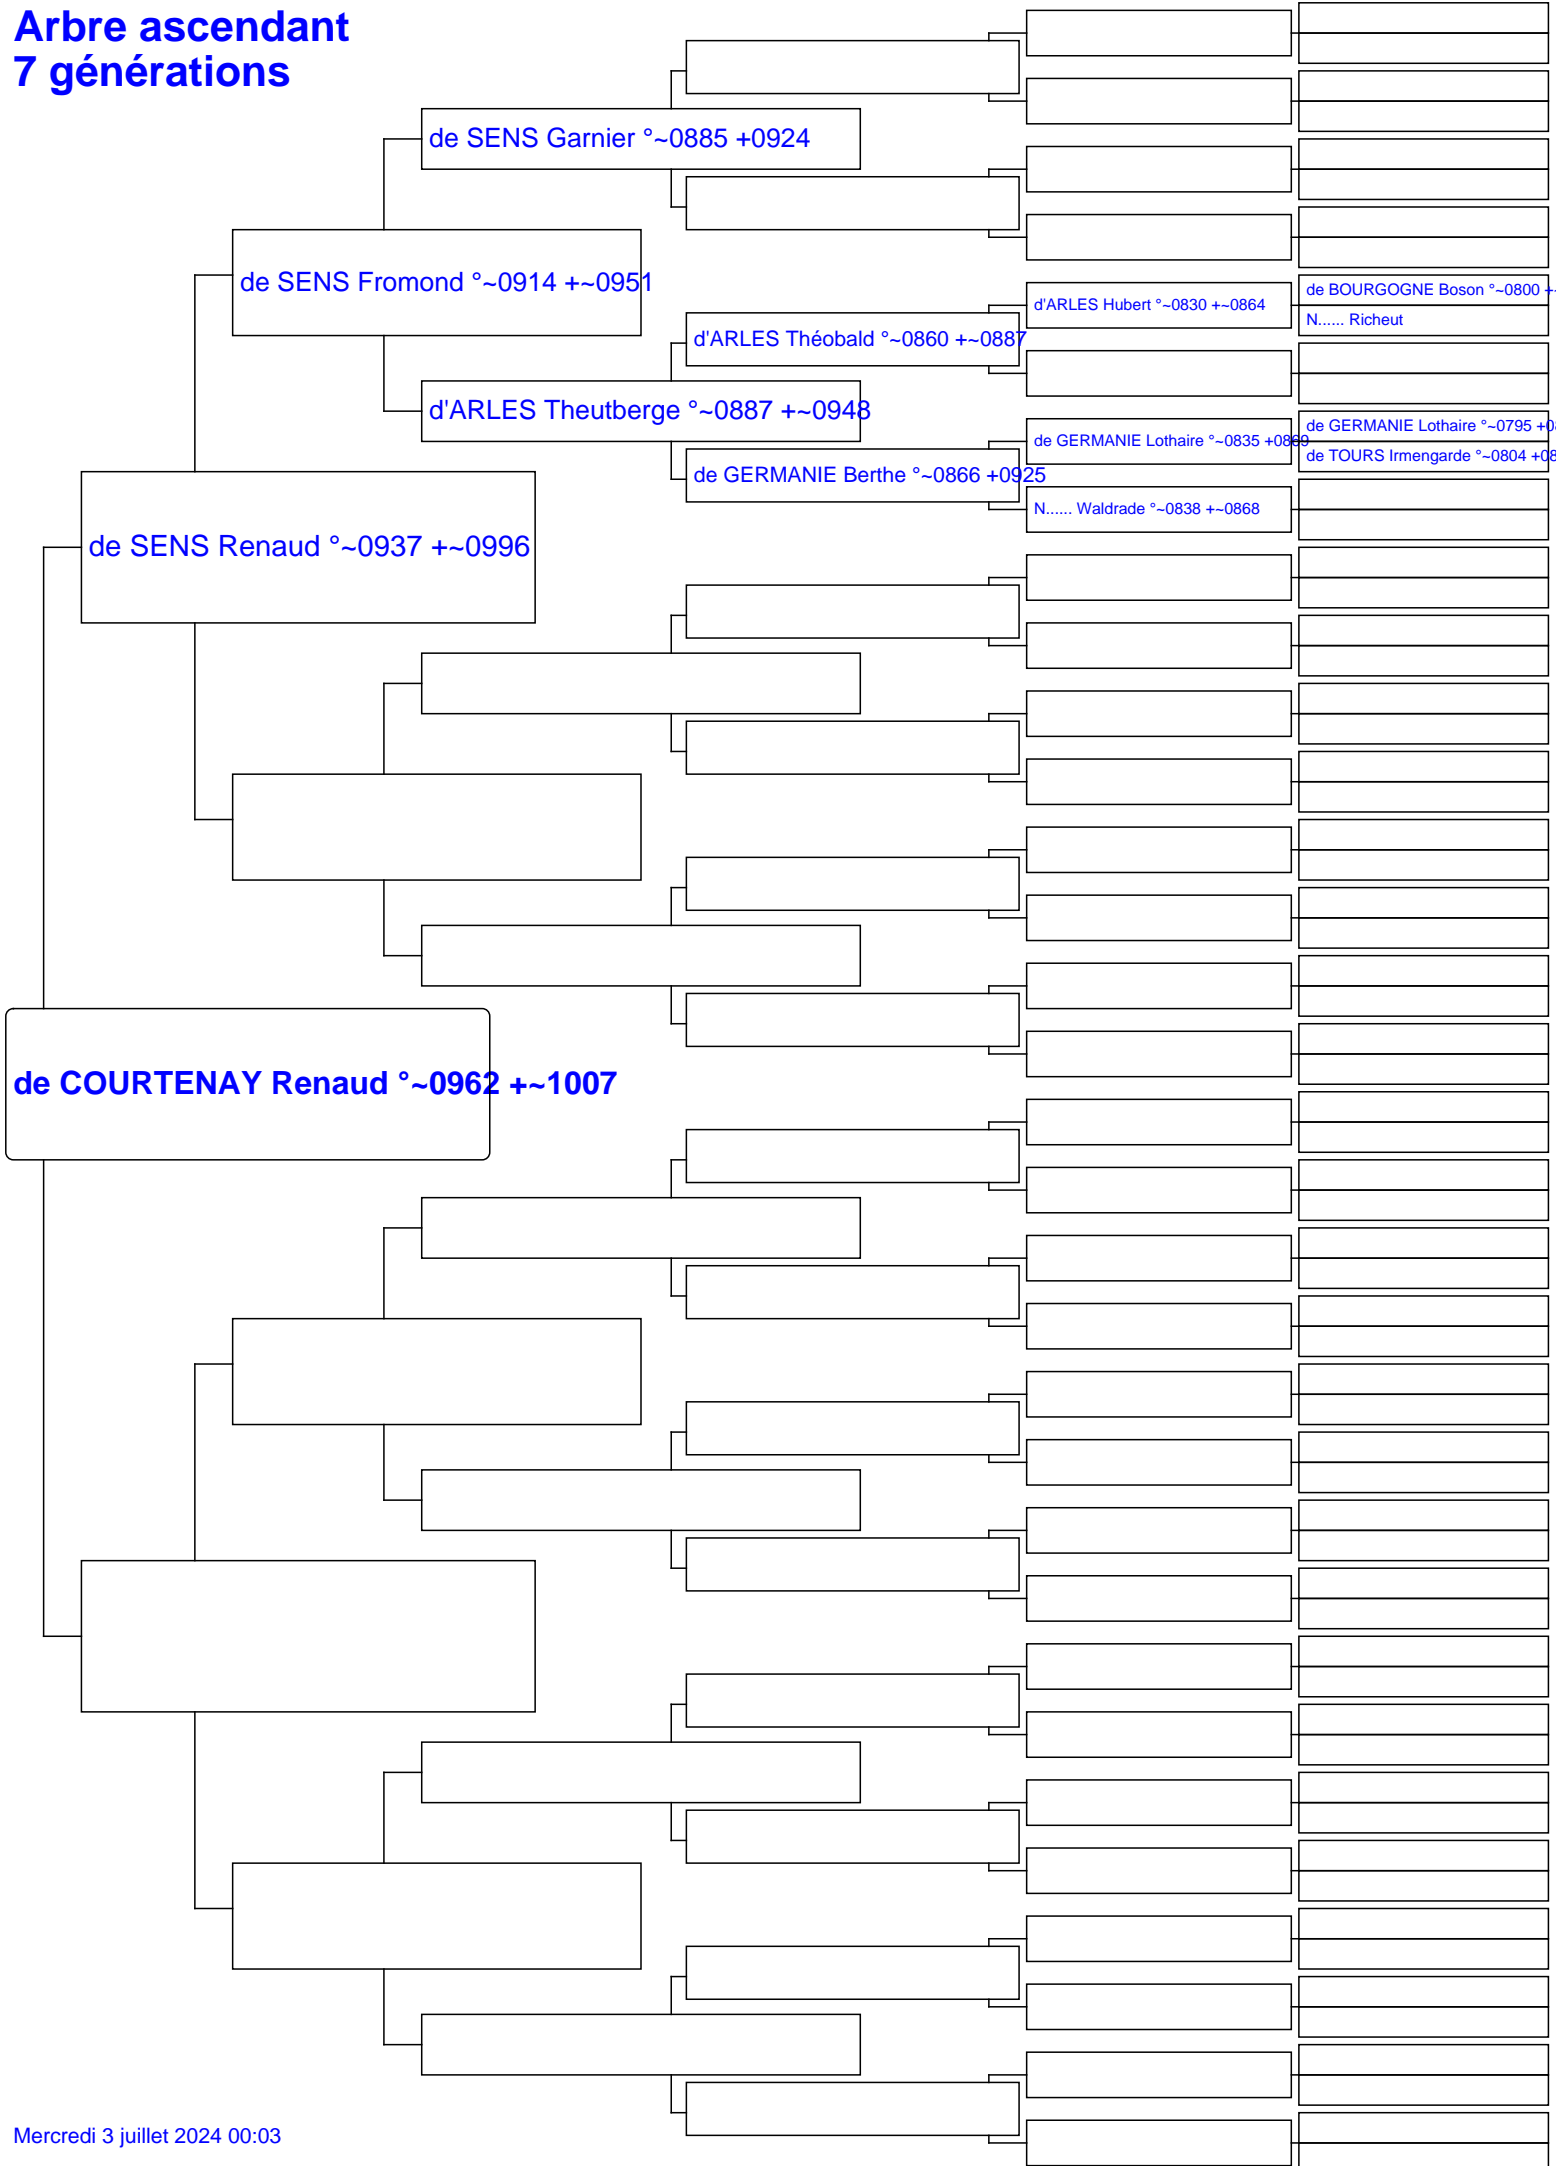 Arbre ascendant
7 générations
de SENS Garnier °~0885 +0924
de SENS Fromond °~0914 +~0951
de BOURGOGNE Boson °~0800 +
d'ARLES Hubert °~0830 +~0864
N...... Richeut
d'ARLES Théobald °~0860 +~0887
d'ARLES Theutberge °~0887 +~0948
de GERMANIE Lothaire °~0795 +08
de GERMANIE Lothaire °~0835 +0869
de TOURS Irmengarde °~0804 +08
de GERMANIE Berthe °~0866 +0925
N...... Waldrade °~0838 +~0868
de SENS Renaud °~0937 +~0996
de COURTENAY Renaud °~0962 +~1007
Mercredi 3 juillet 2024 00:03